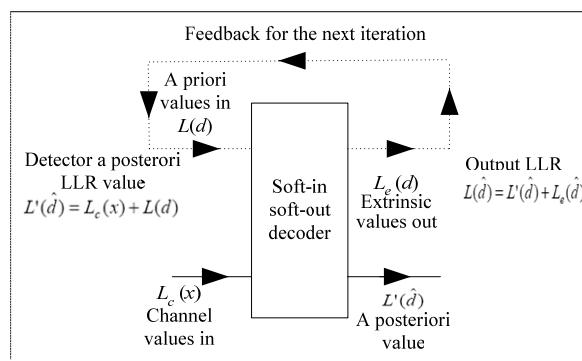 Feedback for the next iteration
A priori
values in
L(d)
Detector a posterori
LLR value
L'(d̂)=L_c(x)+L(d)
Soft-in
soft-out
decoder
L_e(d)
Extrinsic
values out
Output LLR
L(d̂)=L'(d̂)+L_e(d̂)
L_c(x)
Channel
values in
L'(d̂)
A posteriori
value